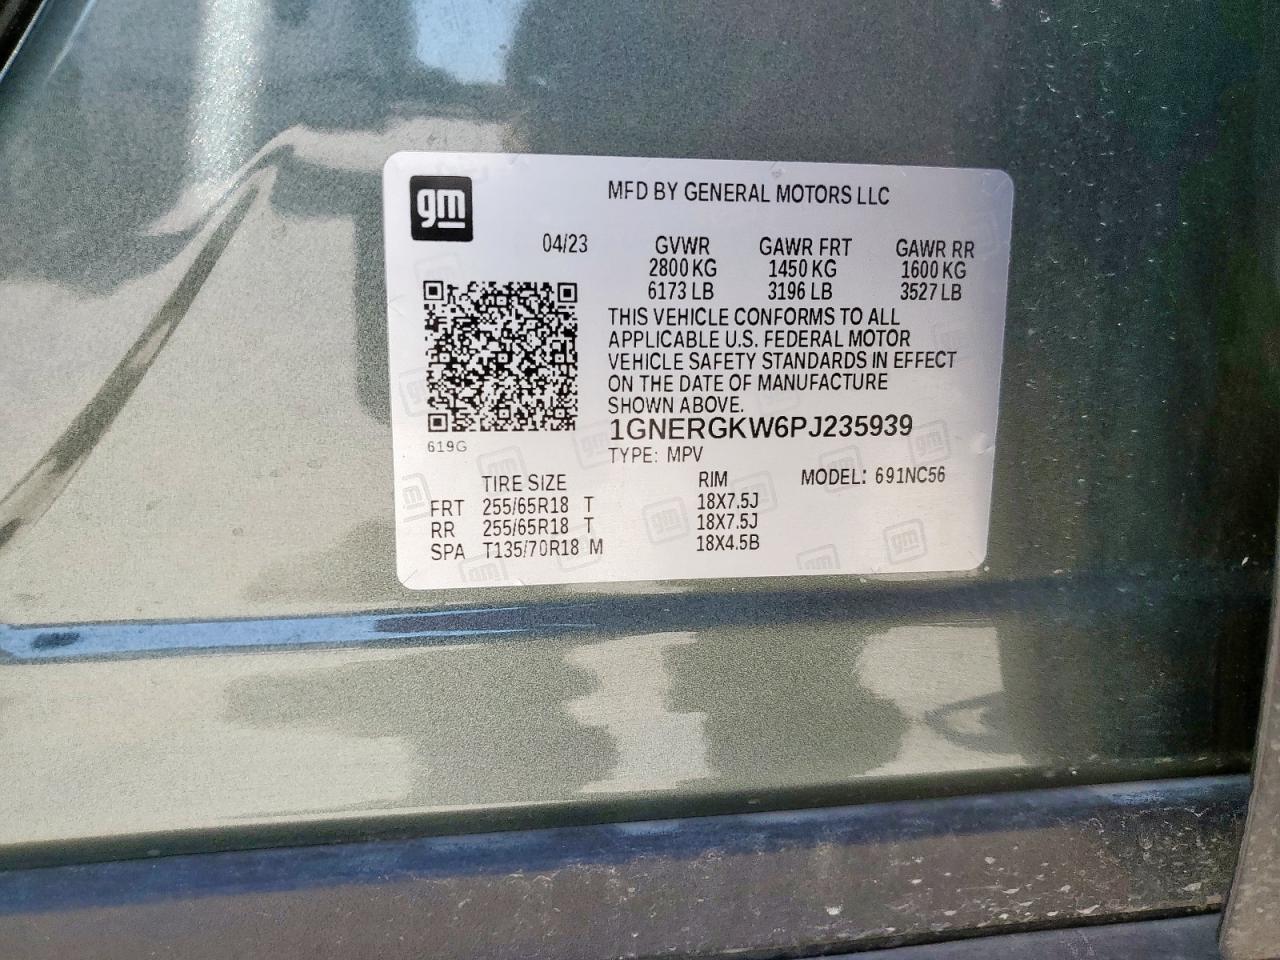 gm
MFD BY GENERAL MOTORS LLC
04/23 GVWR GAWR FRT GAWR RR
2800 KG 1450 KG 1600 KG
6173 LB 3196 LB 3527 LB
THIS VEHICLE CONFORMS TO ALL
APPLICABLE U.S. FEDERAL MOTOR
VEHICLE SAFETY STANDARDS IN EFFECT
ON THE DATE OF MANUFACTURE
SHOWN ABOVE.
1GNERGKW6PJ235939
619G
TYPE: MPV
TIRE SIZE RIM MODEL: 691NC56
FRT 255/65R18 T 18X7.5J
RR 255/65R18 T 18X7.5J
SPA T135/70R18 M 18X4.5B